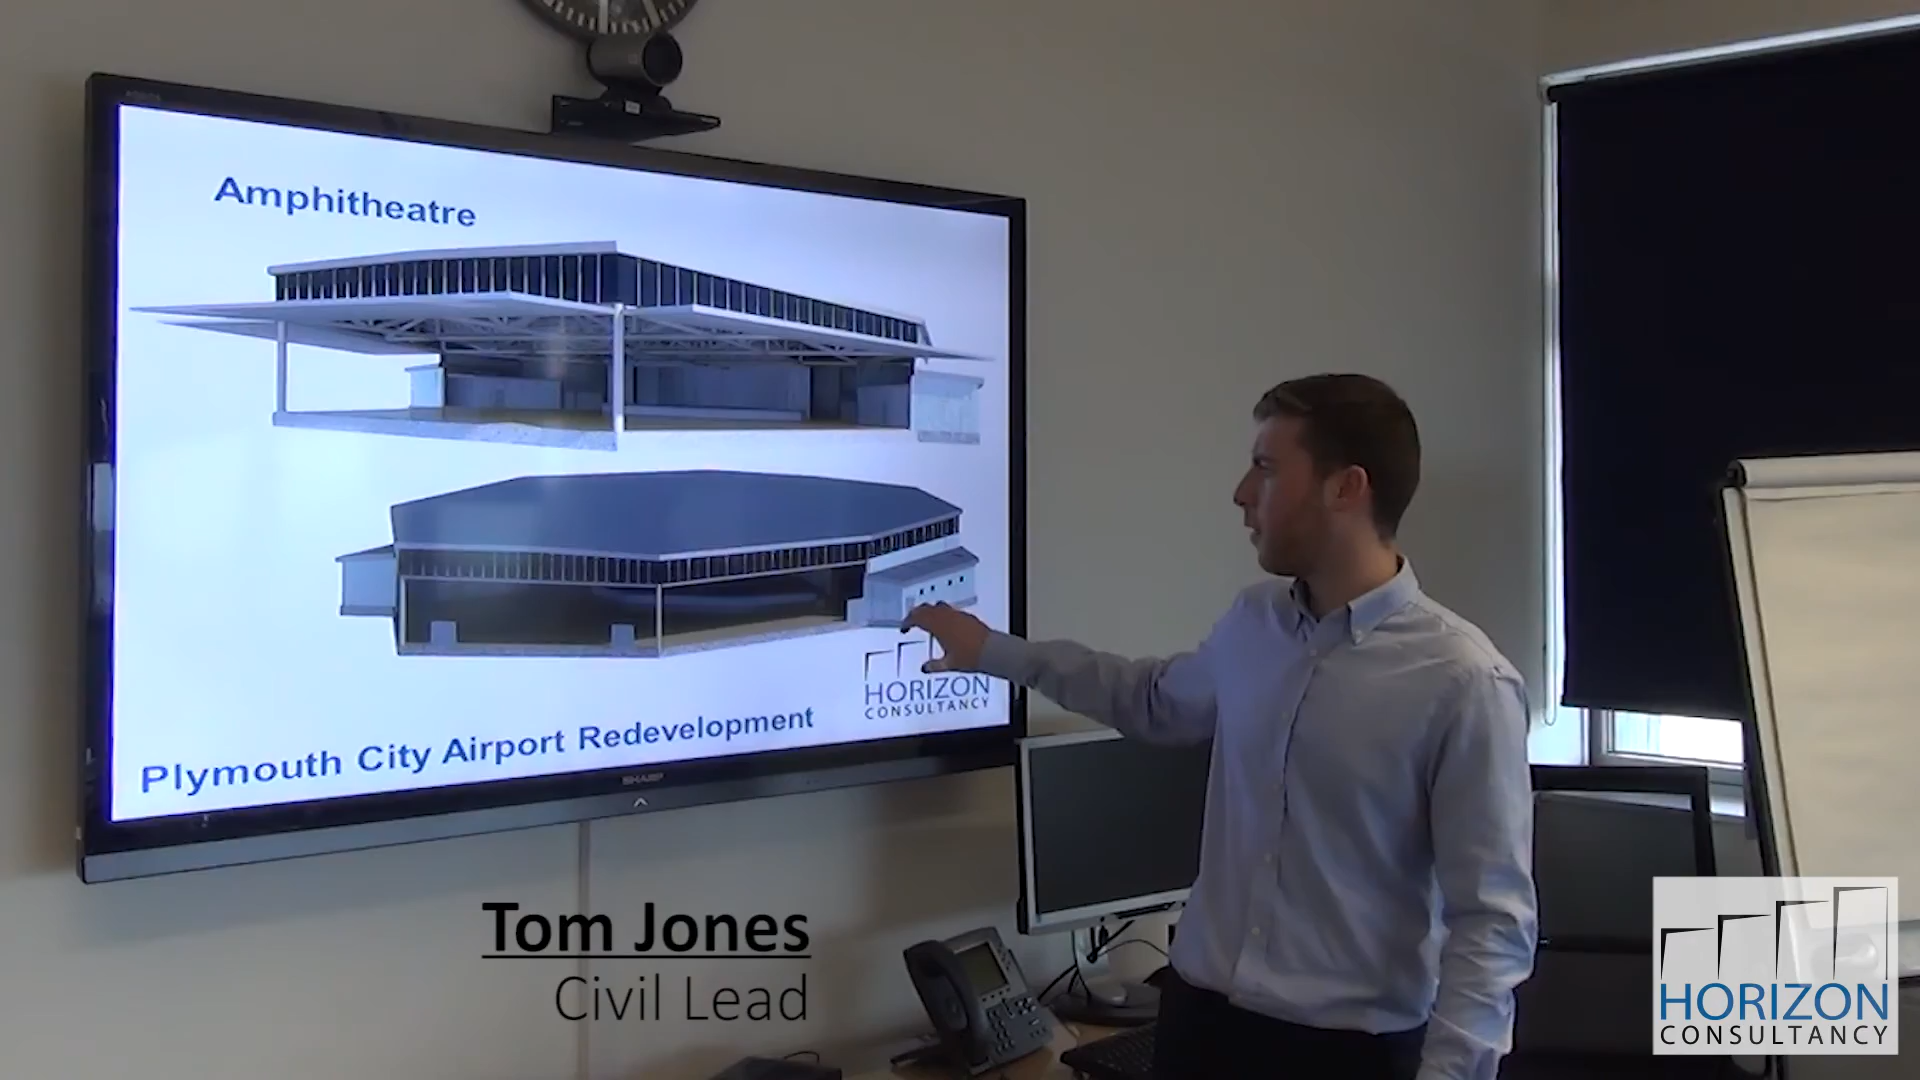 Amphitheatre
HORIZON
CONSULTANCY
Plymouth City Airport Redevelopment
SHARP
Tom Jones
Civil Lead
HORIZON
CONSULTANCY